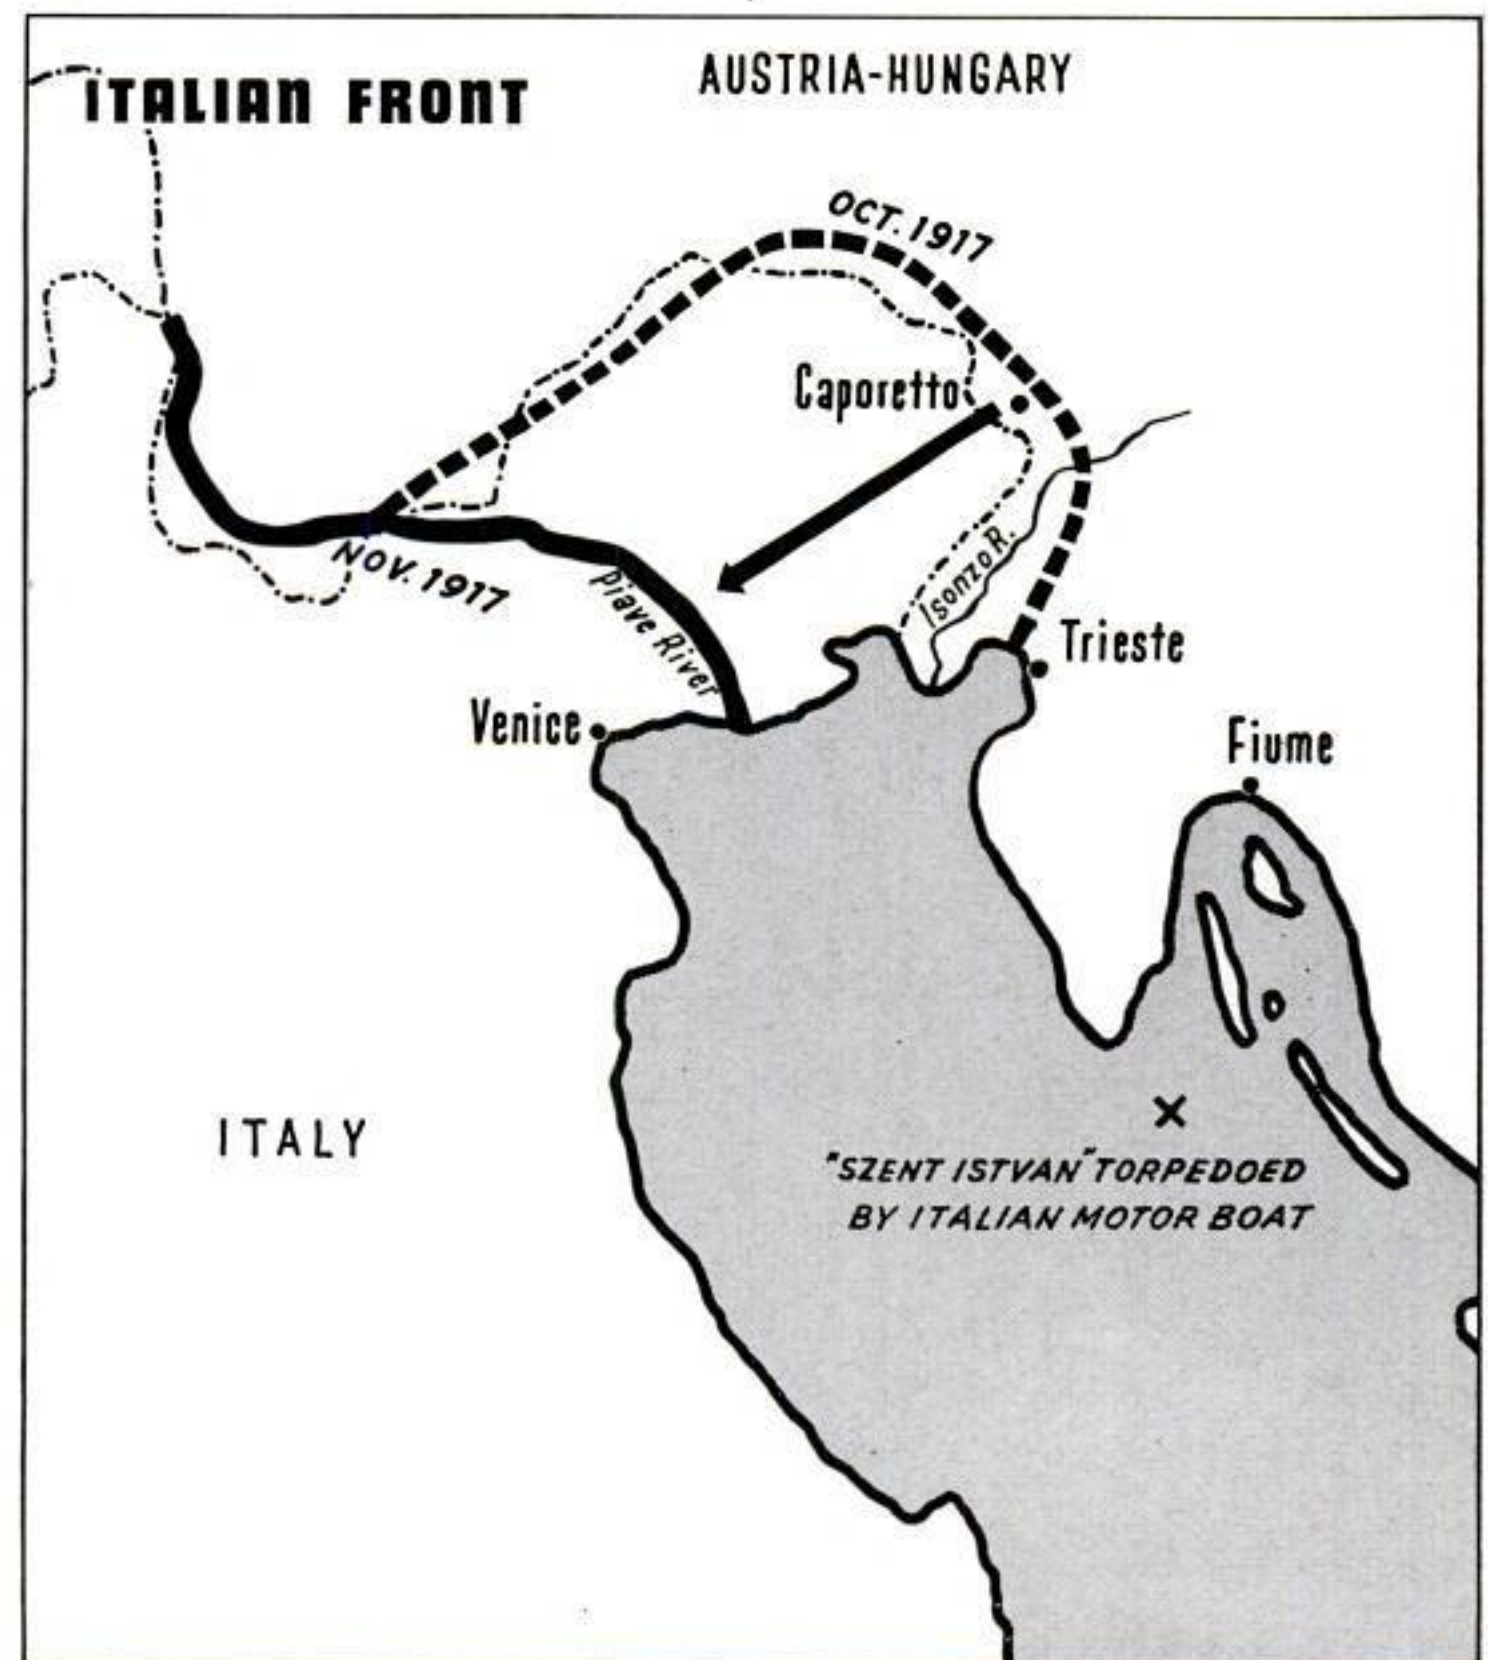 AUSTRIA-HUNGARY
ITALIAN FRONT
OCT. 1917
Caporetto
NOV. 1917
Isonzo R.
Piave River
Trieste
Venice
Fiume
ITALY
"SZENT ISTVAN" TORPEDOED
BY ITALIAN MOTOR BOAT